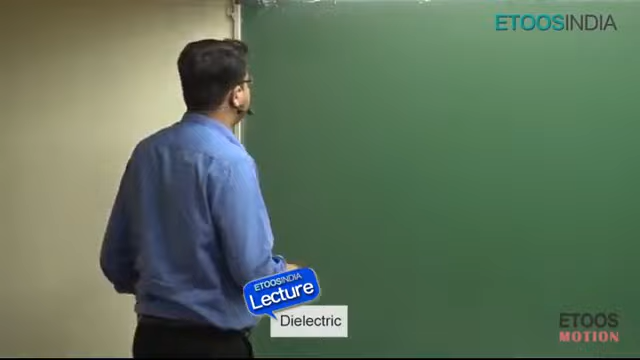 ETOOSINDIA
ETOOSINDIA
Lecture
Dielectric
ETOOS
MOTION